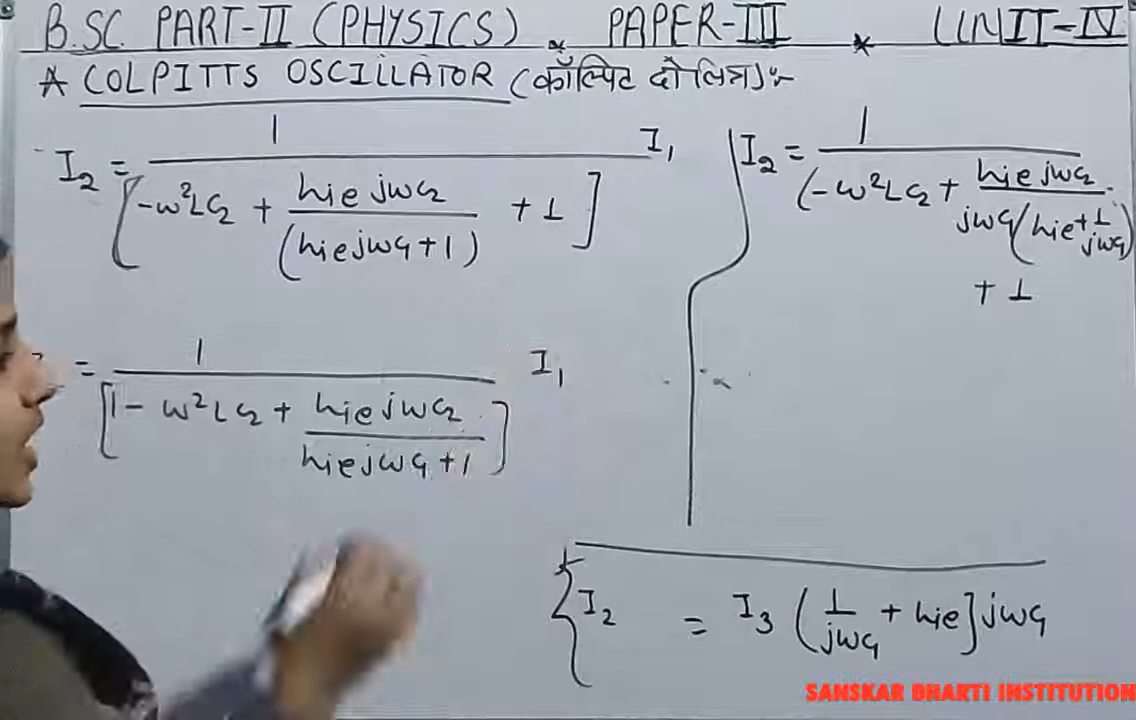 B.SC. PART-II (PHYSICS) * PAPER-III * UNIT-IV
* COLPITTS OSCILLATOR (कॉल्पिट दोलित्र):-
I₂ = 1 / [-ω²LC₂ + hie jωC₂ / (hie jωC₁ + 1) + 1] I₁
= 1 / [1 - ω²LC₂ + hie jωC₂ / hie jωC₁ + 1] I₁
I₂ = 1 / (-ω²LC₂ + hie jωC₂ / jωC₁(hie + 1/jωC₁)
+ 1
{I₂ = I₃ (1/jωC₁ + hie] jωC₁
SANSKAR BHARTI INSTITUTION